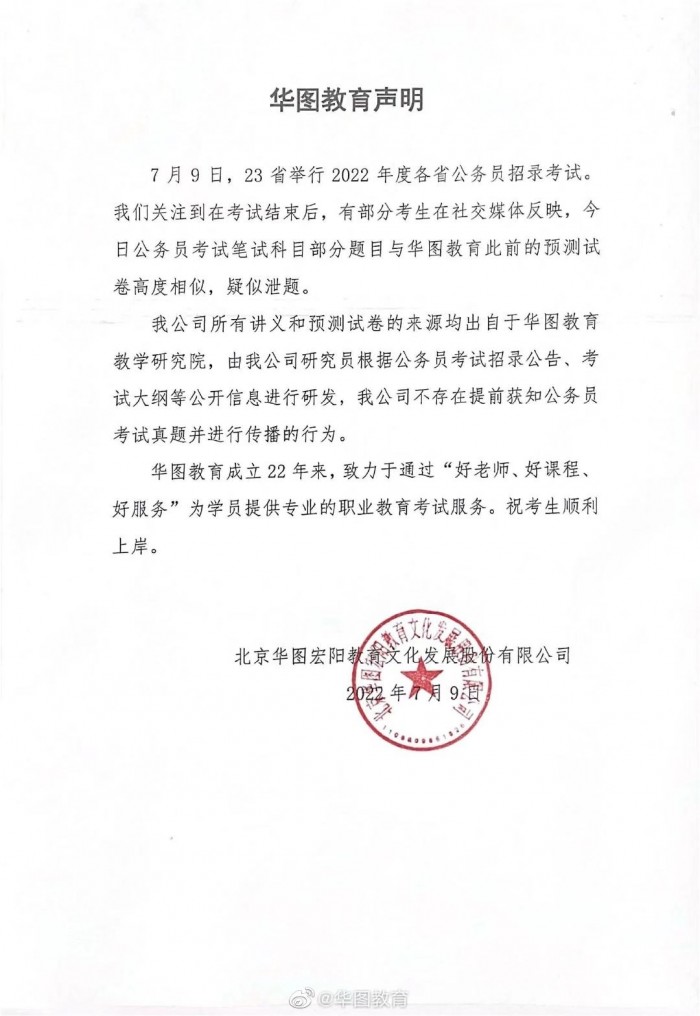 华图教育声明
7月9日，23省举行2022年度各省公务员招录考试。
我们关注到在考试结束后，有部分考生在社交媒体反映，今
日公务员考试笔试科目部分题目与华图教育此前的预测试
卷高度相似，疑似泄题。
我公司所有讲义和预测试卷的来源均出自于华图教育
教学研究院，由我公司研究员根据公务员考试招录公告、考
试大纲等公开信息进行研发，我公司不存在提前获知公务员
考试真题并进行传播的行为。
华图教育成立22年来，致力于通过“好老师、好课程、
好服务”为学员提供专业的职业教育考试服务。祝考生顺利
上岸。
北京华图宏阳教育文化发展股份有限公司
2022年7月9日
北京华图宏阳教育文化发展股份有限公司
@华图教育